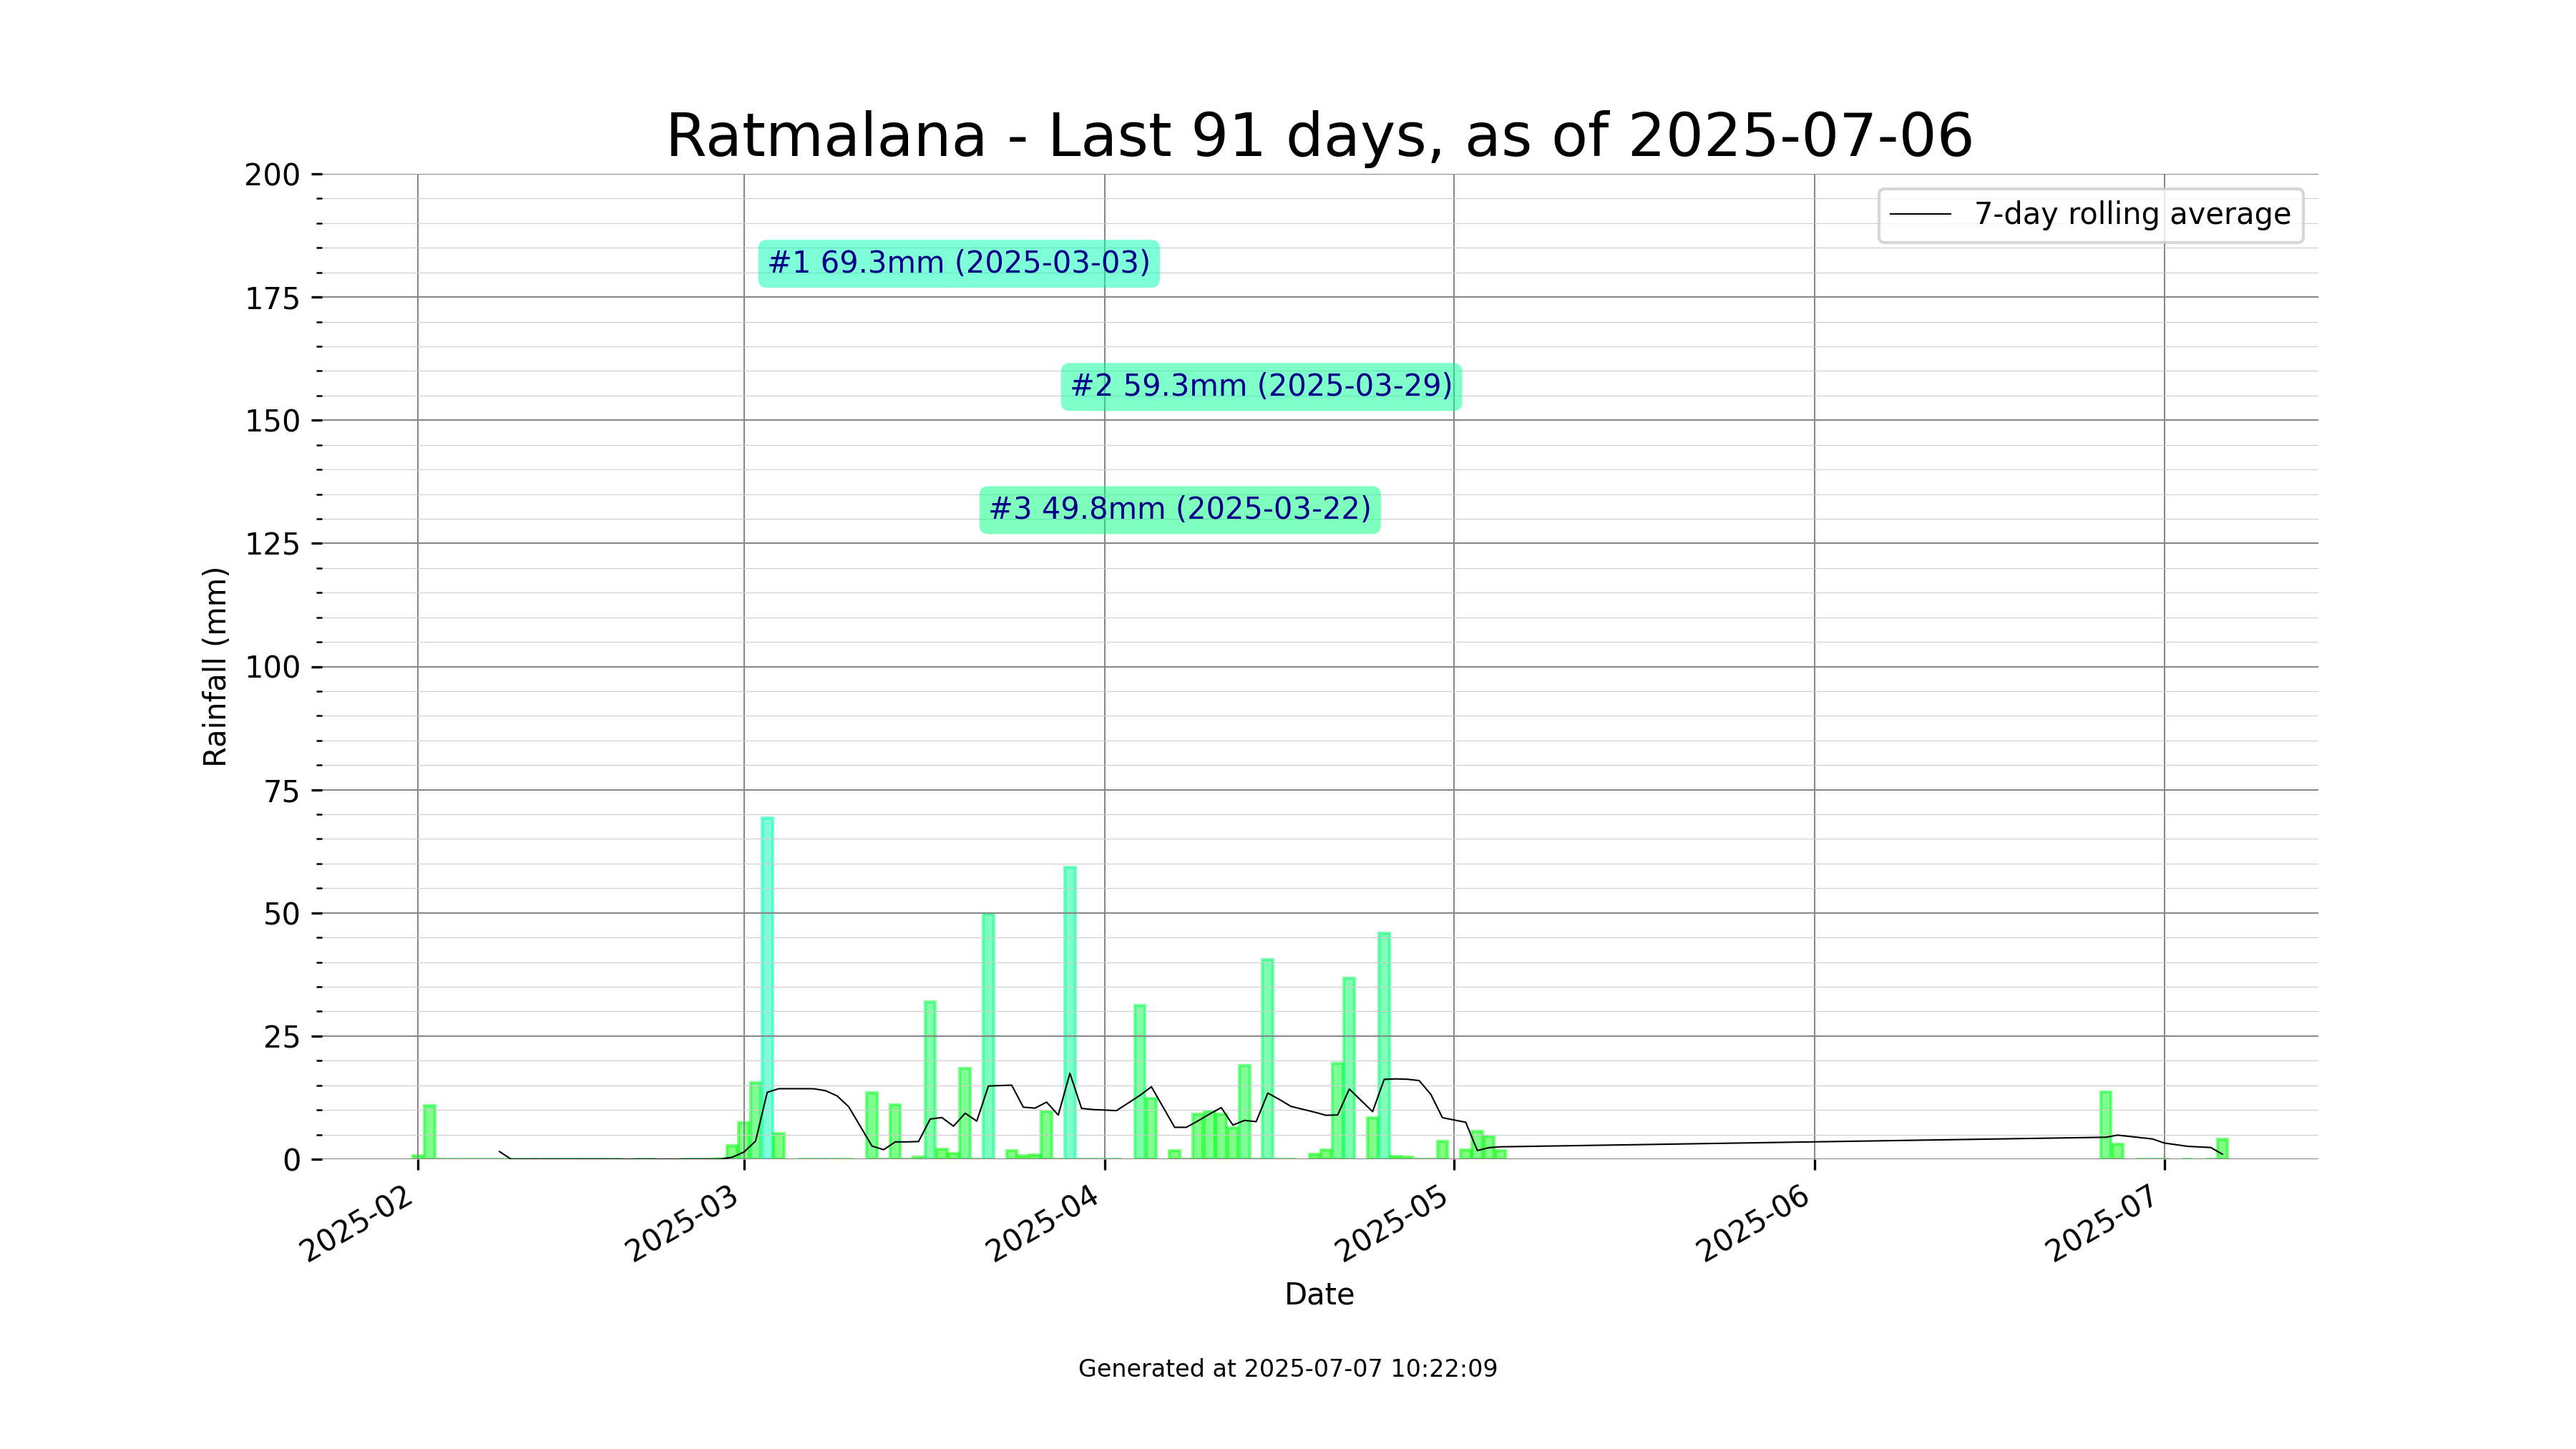 Ratmalana - Last 91 days, as of 2025-07-06
200
175
150
125
100
75
50
25
0
Rainfall (mm)
7-day rolling average
#1 69.3mm (2025-03-03)
#2 59.3mm (2025-03-29)
#3 49.8mm (2025-03-22)
2025-02
2025-03
2025-04
2025-05
2025-06
2025-07
Date
Generated at 2025-07-07 10:22:09